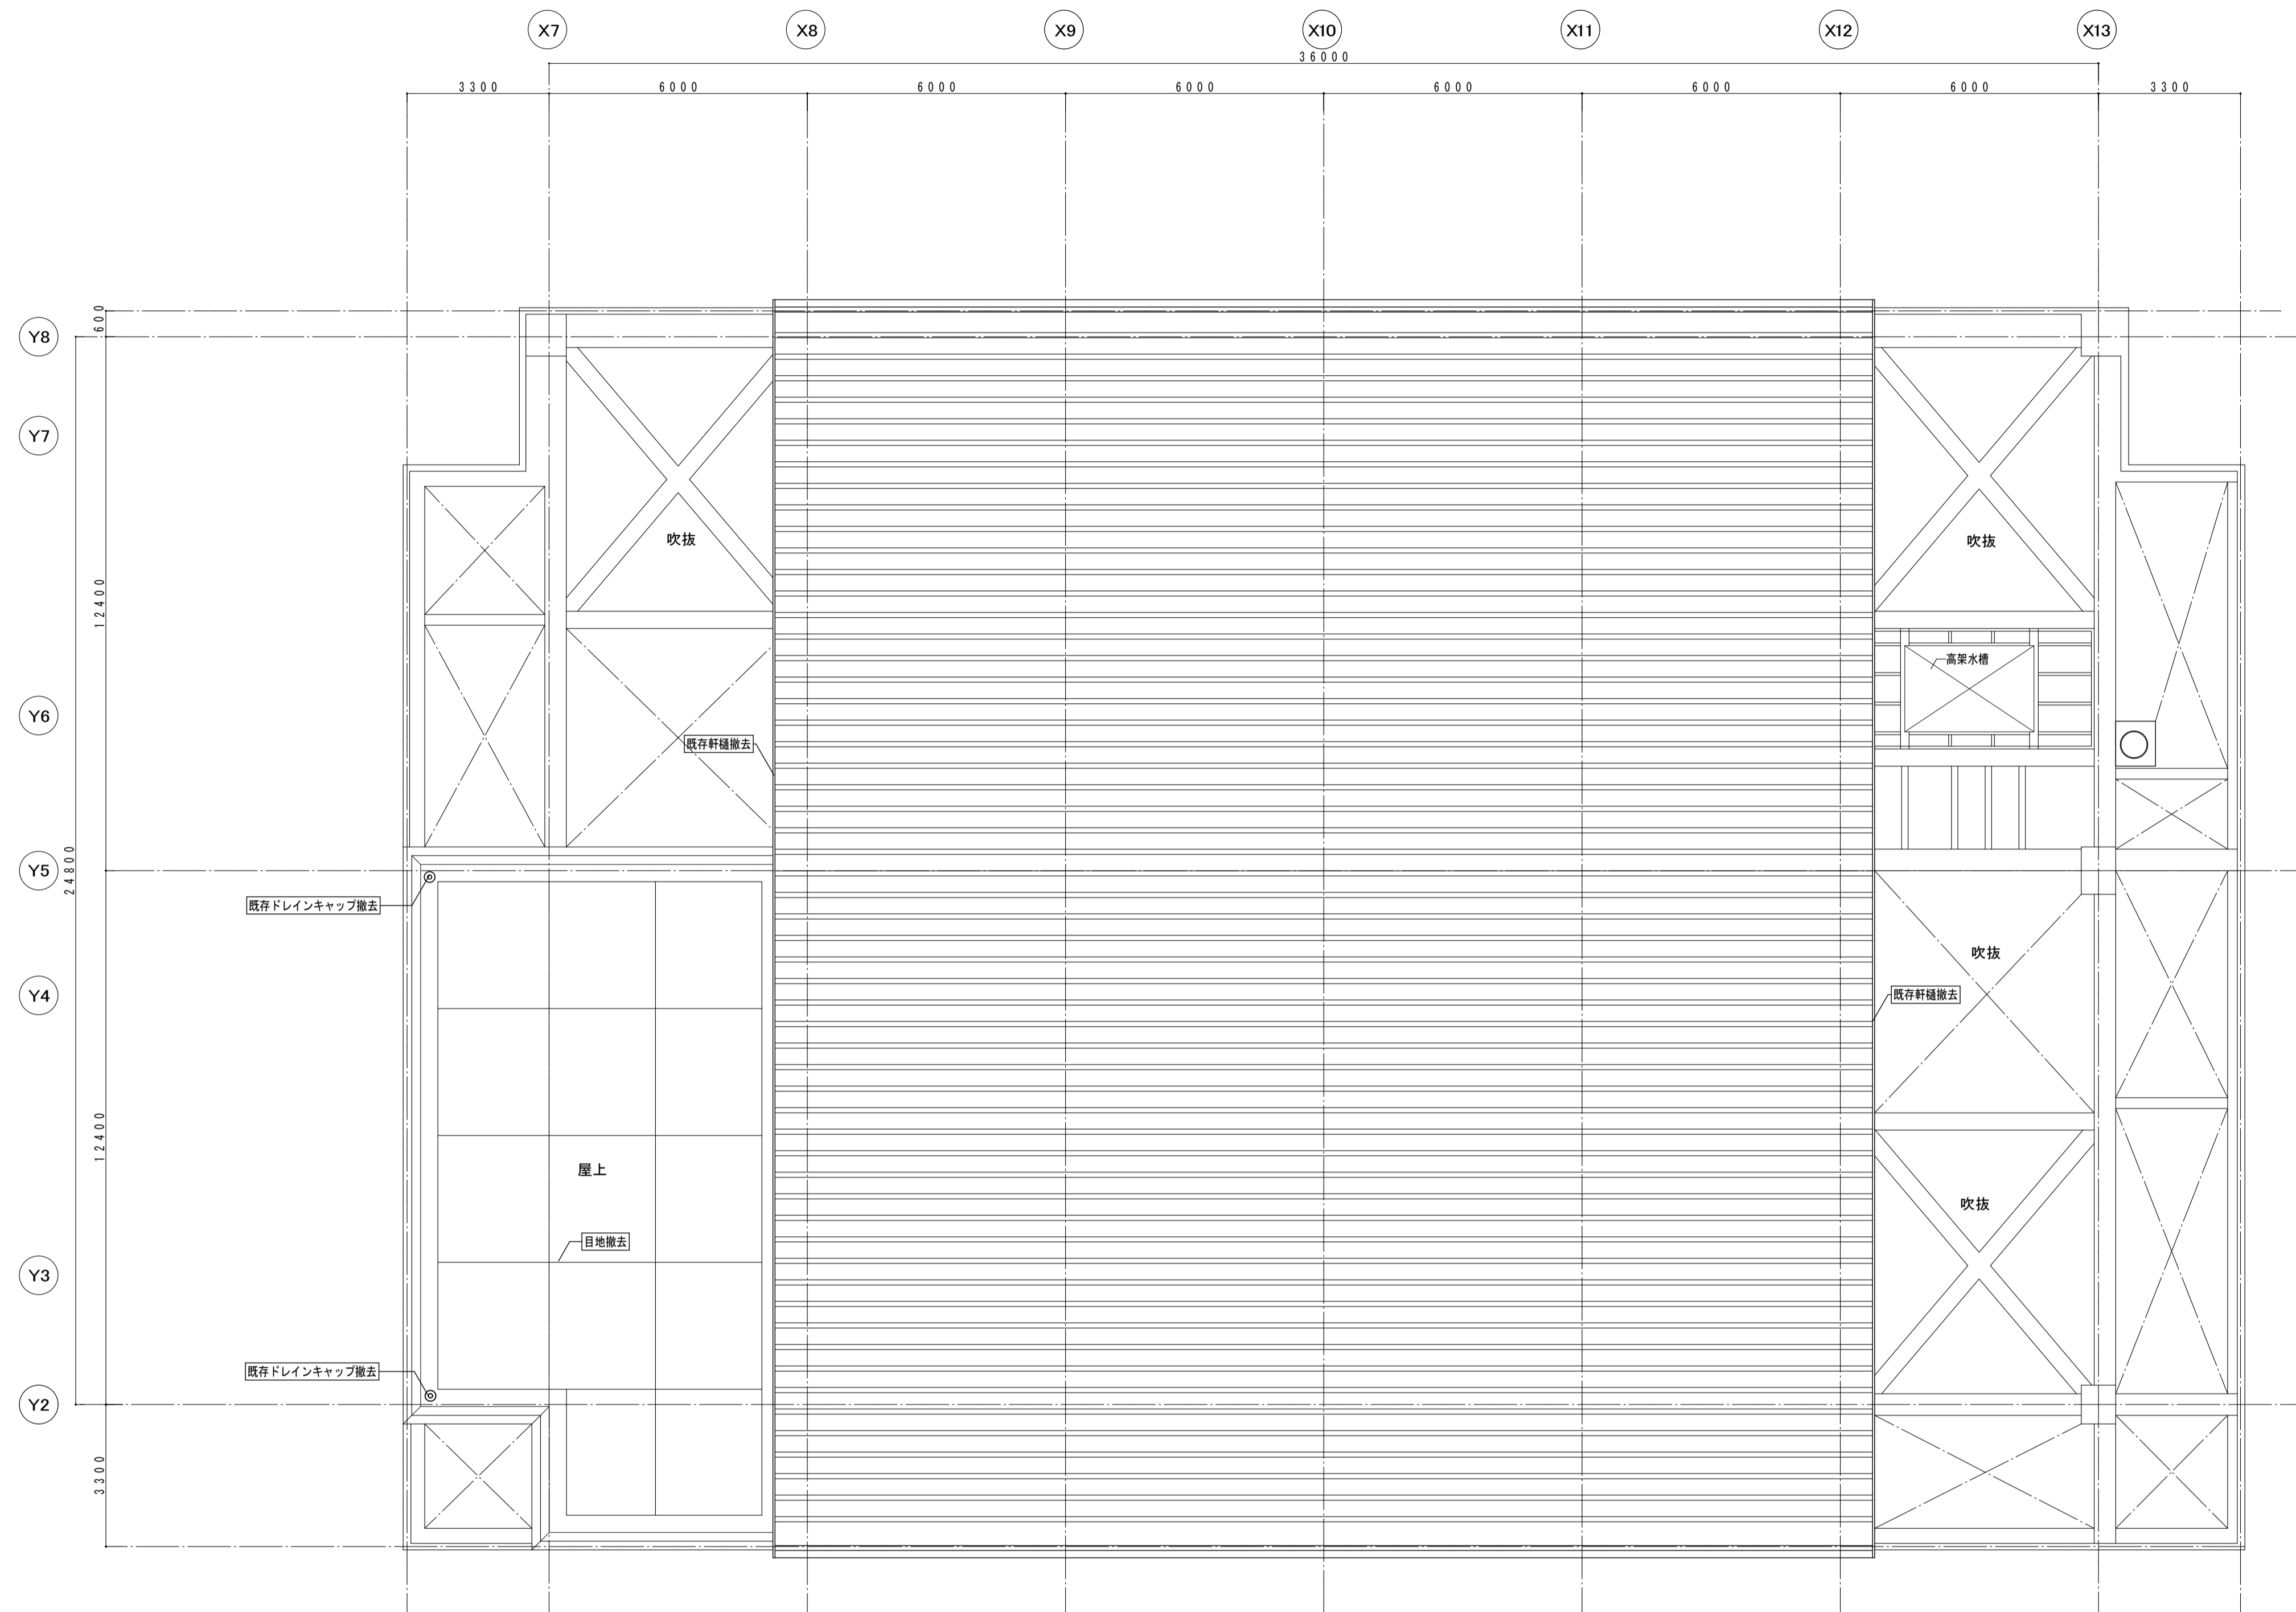 X7
X8
X9
X10
X11
X12
X13
36000
3300
6000
6000
6000
6000
6000
6000
3300
600
Y8
Y7
吹抜
吹抜
12400
高架水槽
Y6
既存軒樋撤去
24800
Y5
既存ドレインキャップ撤去
吹抜
Y4
既存軒樋撤去
12400
屋上
吹抜
目地撤去
Y3
既存ドレインキャップ撤去
Y2
3300